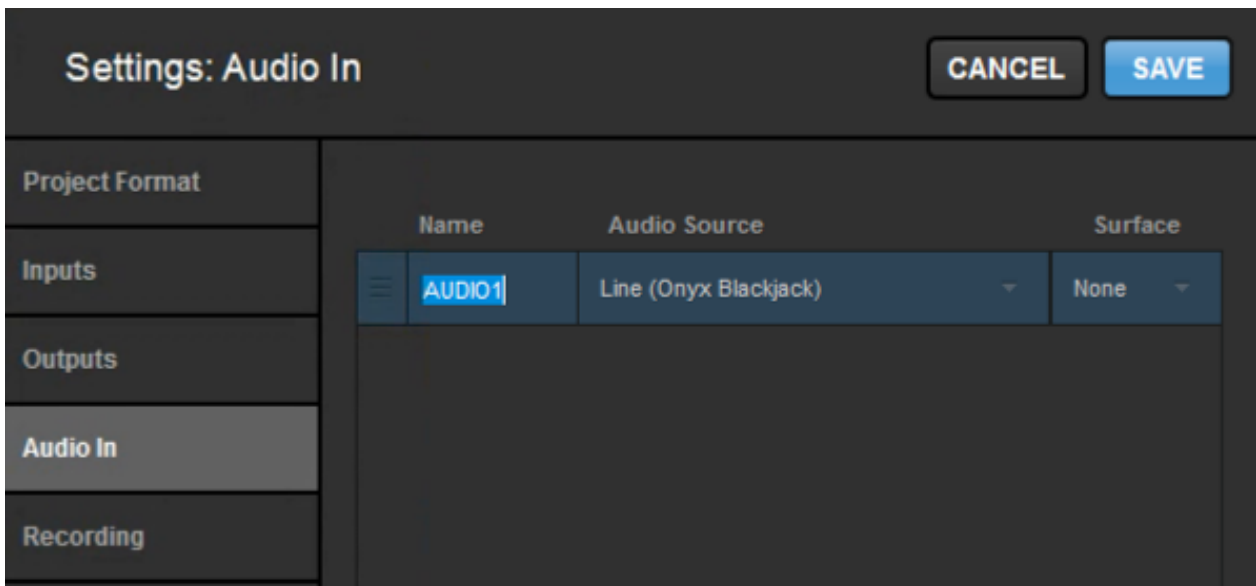 Settings: Audio In
CANCEL
SAVE
Project Format
Inputs
Outputs
Audio In
Recording
Name Audio Source Surface
AUDIO1 Line (Onyx Blackjack) None